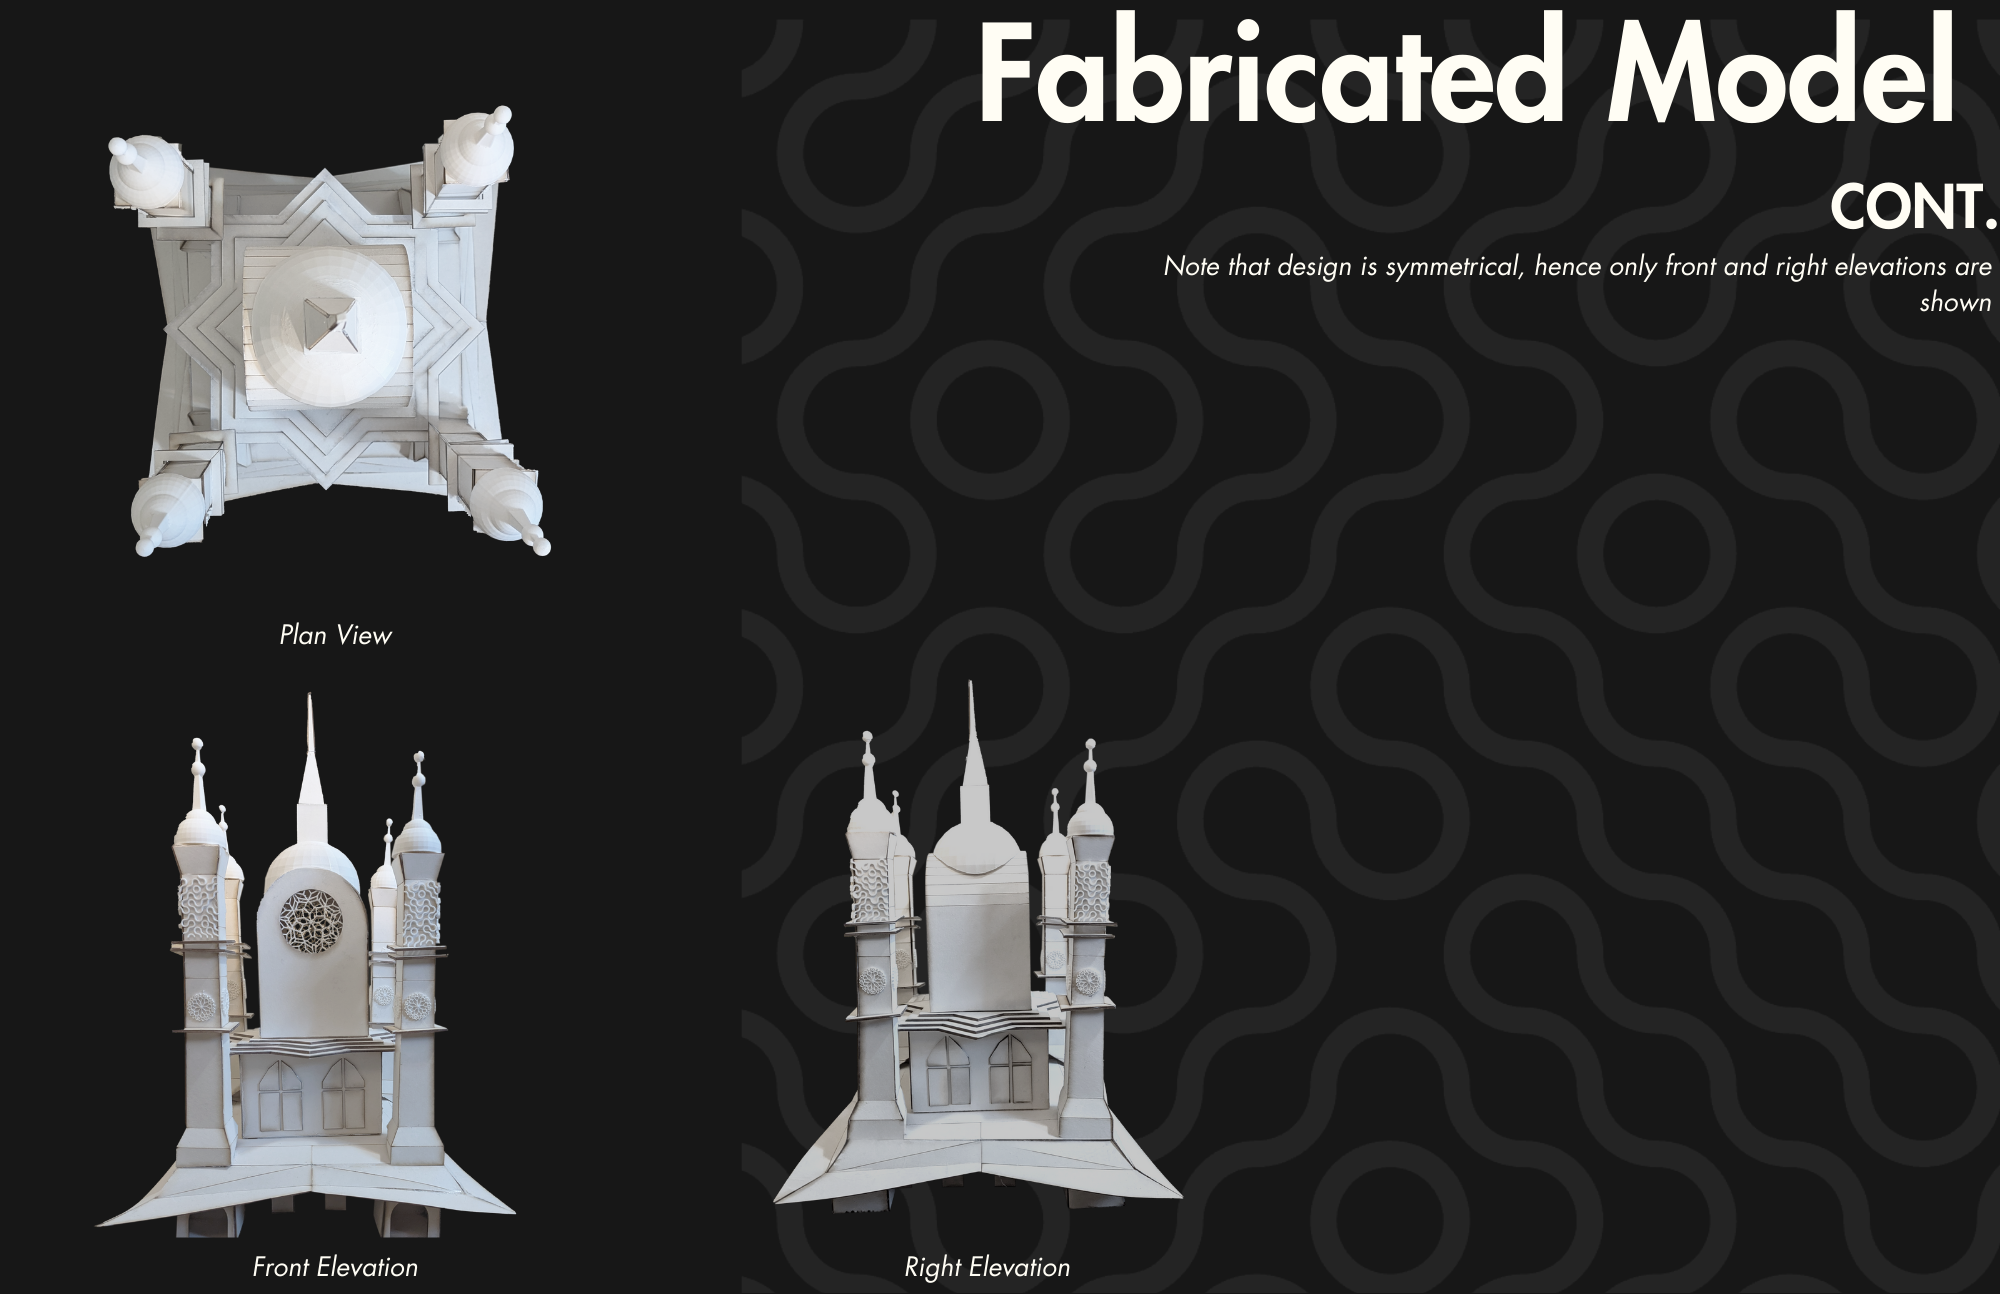 Fabricated Model
CONT.
Note that design is symmetrical, hence only front and right elevations are
shown
Plan View
Front Elevation
Right Elevation